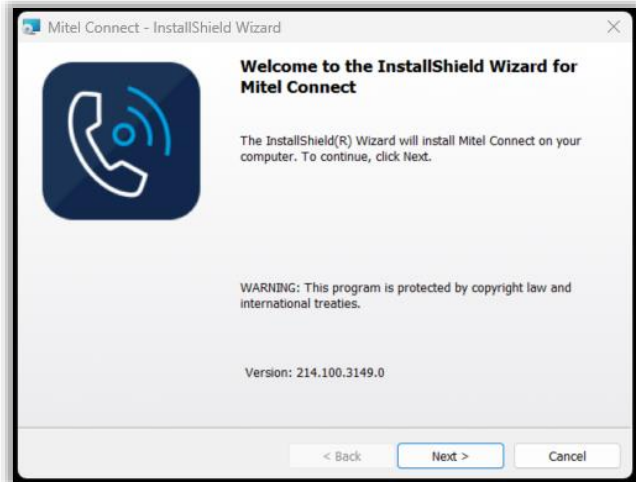 Mitel Connect - InstallShield Wizard
Welcome to the InstallShield Wizard for
Mitel Connect
The InstallShield(R) Wizard will install Mitel Connect on your
computer. To continue, click Next.
WARNING: This program is protected by copyright law and
international treaties.
Version: 214.100.3149.0
< Back Next > Cancel